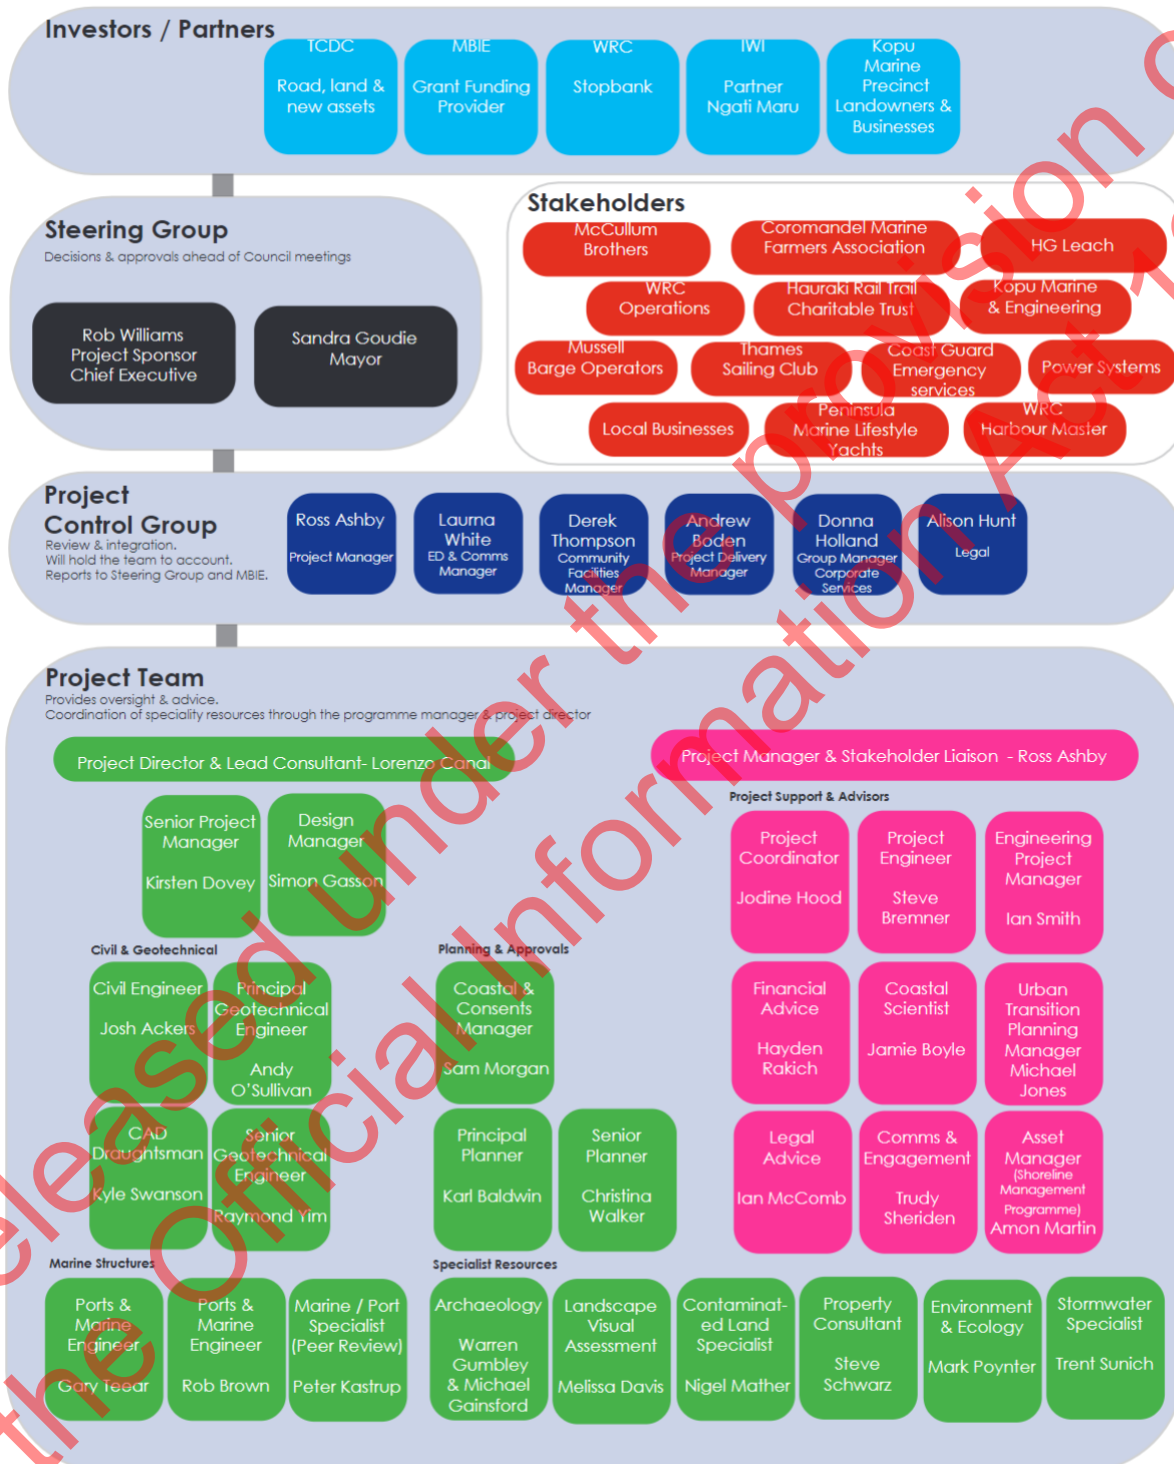 Investors / Partners
TCDC
Road, land &
new assets
MBIE
Grant Funding
Provider
WRC
Stopbank
IWI
Partner
Ngati Maru
Kopu
Marine
Precinct
Landowners &
Businesses
Steering Group
Decisions & approvals ahead of Council meetings
Rob Williams
Project Sponsor
Chief Executive
Sandra Goudie
Mayor
Stakeholders
McCullum
Brothers
Coromandel Marine
Farmers Association
HG Leach
WRC
Operations
Hauraki Rail Trail
Charitable Trust
Kopu Marine
& Engineering
Mussell
Barge Operators
Thames
Sailing Club
Coast Guard
Emergency
services
Power Systems
Local Businesses
Peninsula
Marine Lifestyle
Yachts
WRC
Harbour Master
Project
Control Group
Review & integration.
Will hold the team to account.
Reports to Steering Group and MBIE.
Ross Ashby
Project Manager
Laurna
White
ED & Comms
Manager
Derek
Thompson
Community
Facilities
Manager
Andrew
Boden
Project Delivery
Manager
Donna
Holland
Group Manager
Corporate
Services
Alison Hunt
Legal
Project Team
Provides oversight & advice.
Coordination of speciality resources through the programme manager & project director
Project Director & Lead Consultant- Lorenzo Canal
Senior Project
Manager
Kirsten Dovey
Design
Manager
Simon Gasson
Civil & Geotechnical
Civil Engineer
Josh Ackers
Principal
Geotechnical
Engineer
Andy
O'Sullivan
CAD
Draughtsman
Kyle Swanson
Senior
Geotechnical
Engineer
Raymond Yim
Planning & Approvals
Coastal &
Consents
Manager
Sam Morgan
Principal
Planner
Karl Baldwin
Senior
Planner
Christina
Walker
Project Manager & Stakeholder Liaison - Ross Ashby
Project Support & Advisors
Project
Coordinator
Jodine Hood
Project
Engineer
Steve
Bremner
Engineering
Project
Manager
Ian Smith
Financial
Advice
Hayden
Rakich
Coastal
Scientist
Jamie Boyle
Urban
Transition
Planning
Manager
Michael
Jones
Legal
Advice
Ian McComb
Comms &
Engagement
Trudy
Sheriden
Asset
Manager
(Shoreline
Management
Programme)
Amon Martin
Marine Structures
Ports &
Marine
Engineer
Gary Teear
Ports &
Marine
Engineer
Rob Brown
Marine / Port
Specialist
(Peer Review)
Peter Kastrup
Specialist Resources
Archaeology
Warren
Gumbley
& Michael
Gainsford
Landscape
Visual
Assessment
Melissa Davis
Contaminat-
ed Land
Specialist
Nigel Mather
Property
Consultant
Steve
Schwarz
Environment
& Ecology
Mark Poynter
Stormwater
Specialist
Trent Sunich
eleased under the provision o
the Official Information Act 1